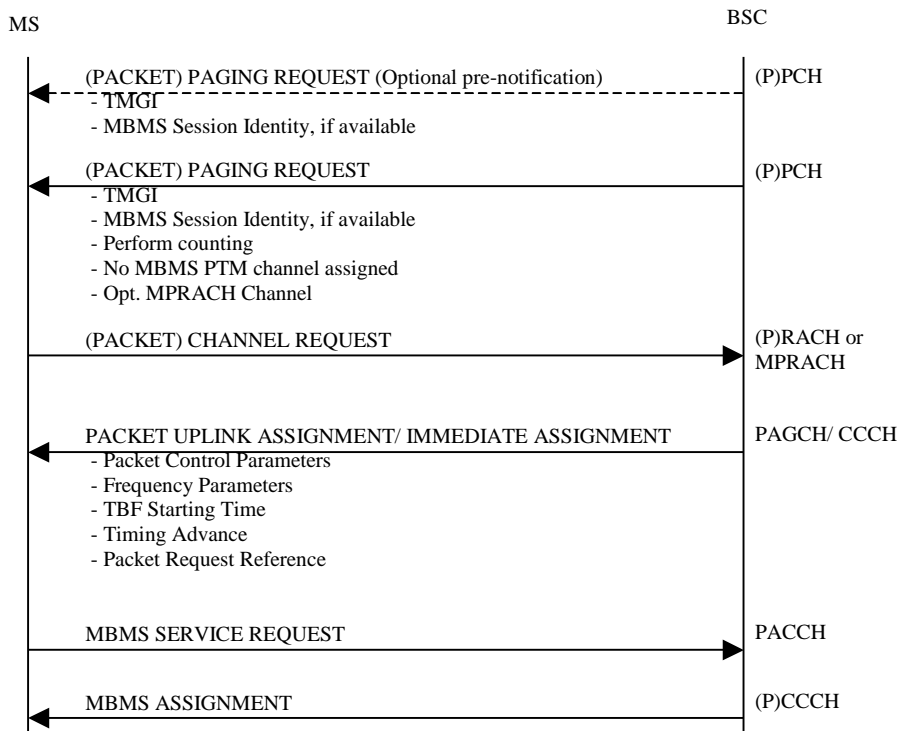 MS
BSC
(PACKET) PAGING REQUEST (Optional pre-notification)
(P)PCH
- TMGI
- MBMS Session Identity, if available
(PACKET) PAGING REQUEST
(P)PCH
- TMGI
- MBMS Session Identity, if available
- Perform counting
- No MBMS PTM channel assigned
- Opt. MPRACH Channel
(PACKET) CHANNEL REQUEST
(P)RACH or
MPRACH
PACKET UPLINK ASSIGNMENT/ IMMEDIATE ASSIGNMENT
PAGCH/ CCCH
- Packet Control Parameters
- Frequency Parameters
- TBF Starting Time
- Timing Advance
- Packet Request Reference
MBMS SERVICE REQUEST
PACCH
MBMS ASSIGNMENT
(P)CCCH